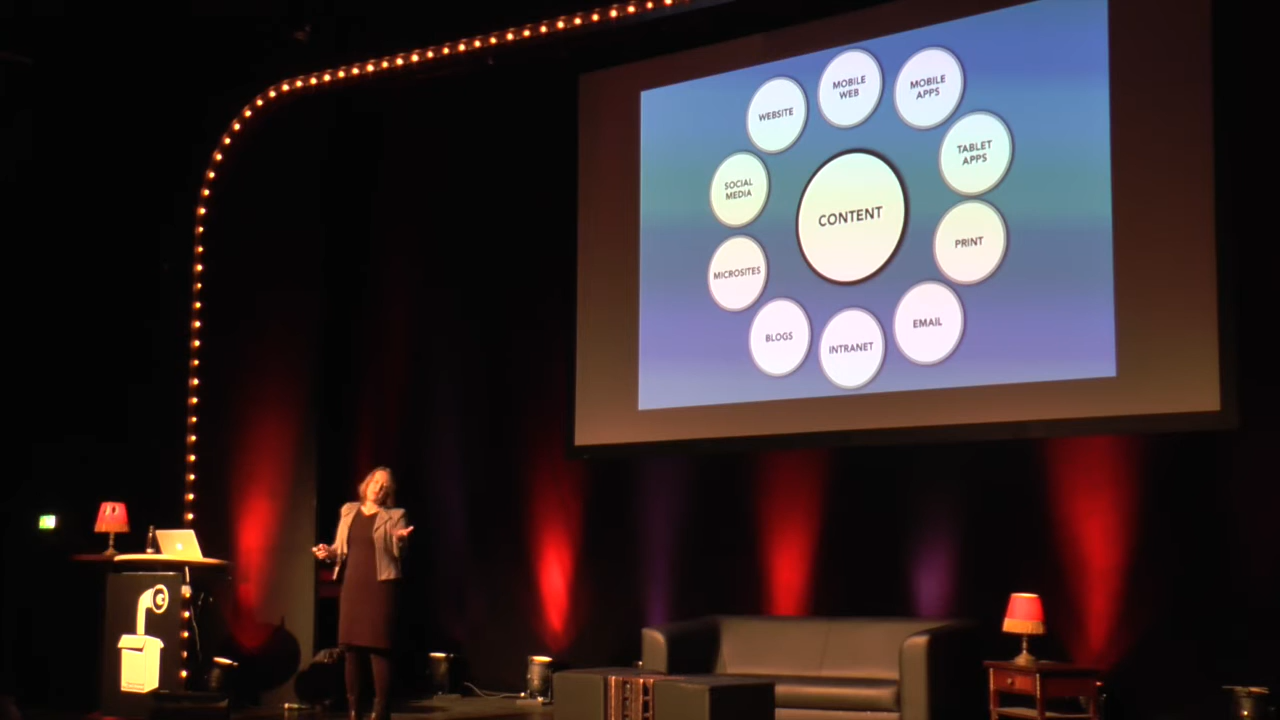 MOBILE
WEB
MOBILE
APPS
WEBSITE
TABLET
APPS
SOCIAL
MEDIA
CONTENT
PRINT
MICROSITES
EMAIL
BLOGS
INTRANET